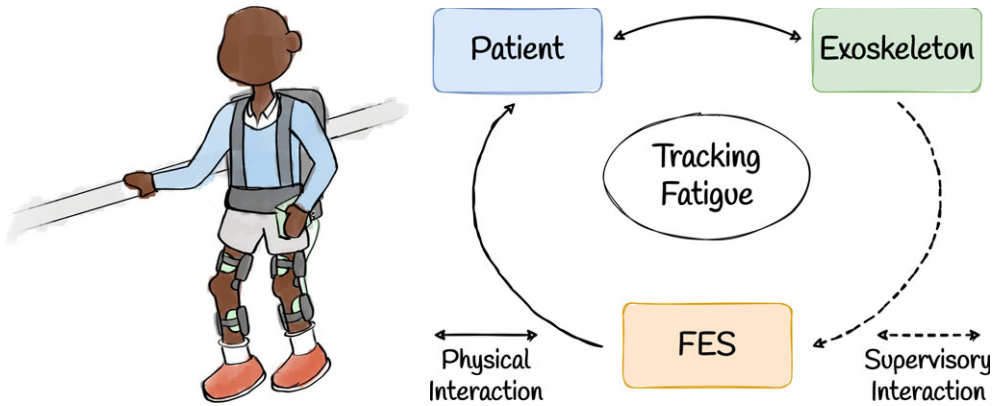 Patient
Exoskeleton
Tracking
Fatigue
FES
Physical
Interaction
Supervisory
Interaction